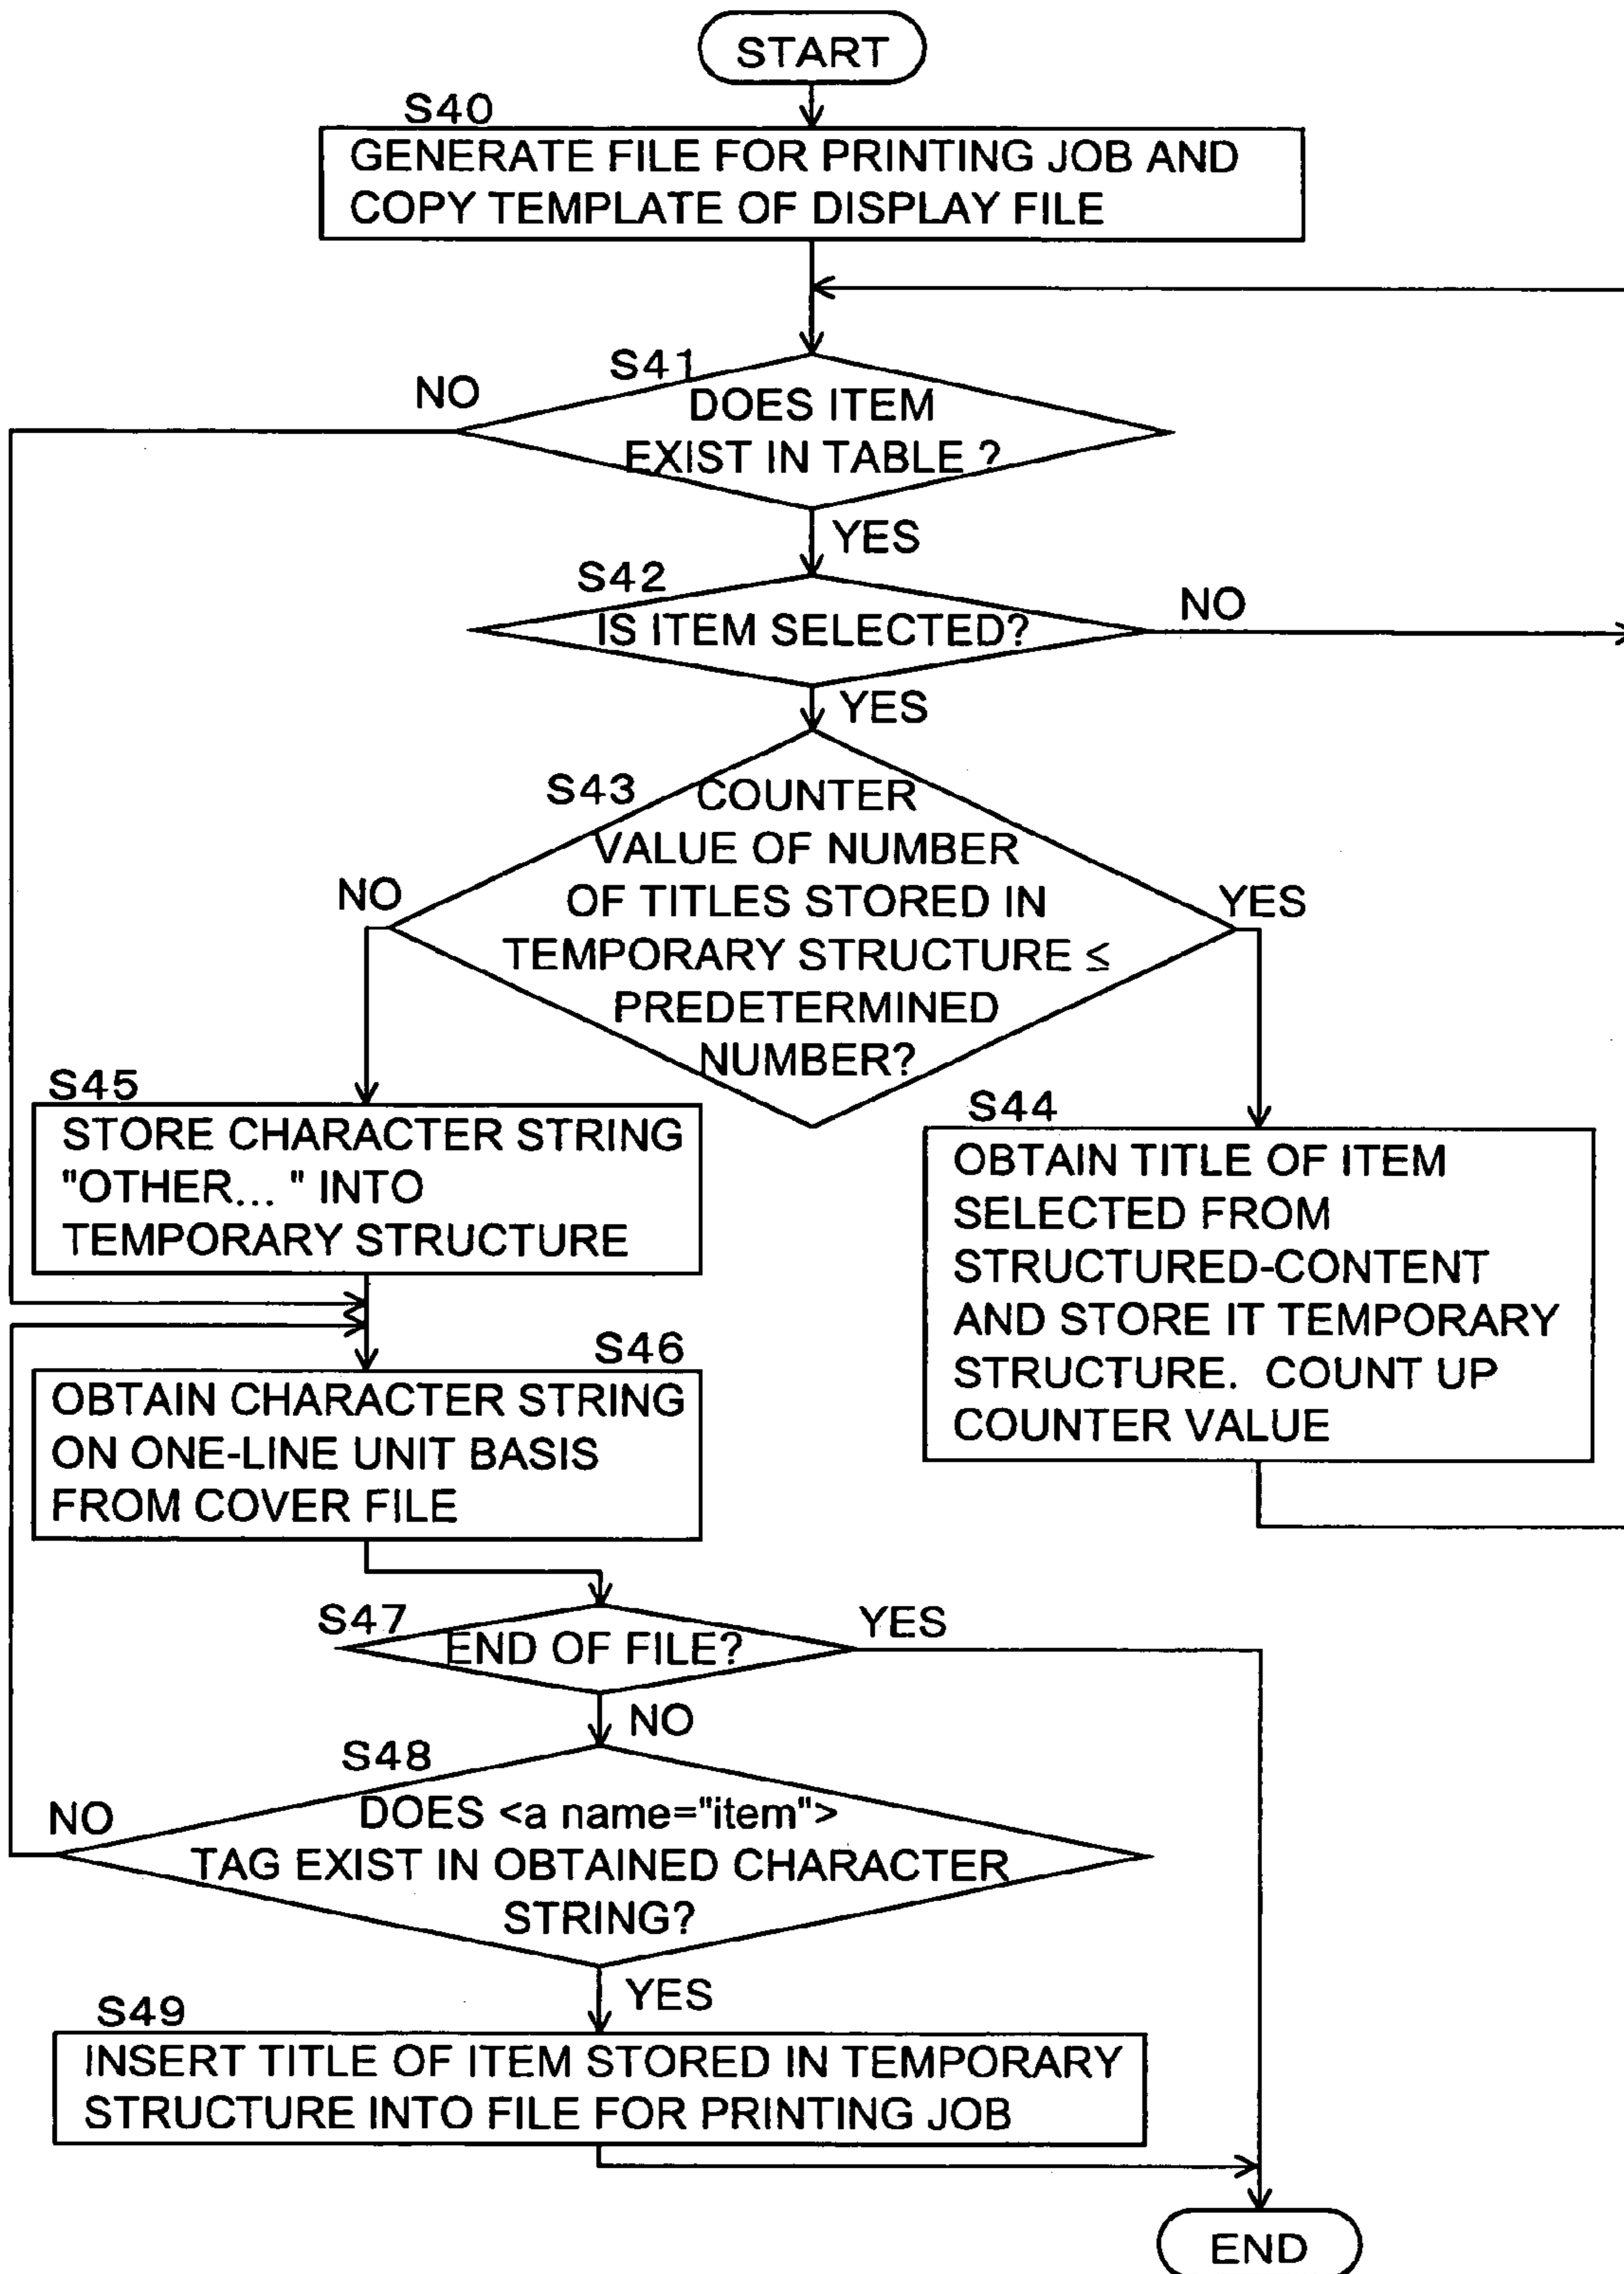 START
S40
GENERATE FILE FOR PRINTING JOB AND
COPY TEMPLATE OF DISPLAY FILE
S41
NO
DOES ITEM
EXIST IN TABLE ?
YES
S42
NO
IS ITEM SELECTED?
YES
S43
COUNTER
VALUE OF NUMBER
NO
OF TITLES STORED IN
YES
TEMPORARY STRUCTURE ≤
PREDETERMINED
NUMBER?
S45
STORE CHARACTER STRING
"OTHER... " INTO
TEMPORARY STRUCTURE
S44
OBTAIN TITLE OF ITEM
SELECTED FROM
STRUCTURED-CONTENT
AND STORE IT TEMPORARY
STRUCTURE. COUNT UP
COUNTER VALUE
S46
OBTAIN CHARACTER STRING
ON ONE-LINE UNIT BASIS
FROM COVER FILE
S47
YES
END OF FILE?
NO
S48
NO
DOES <a name="item">
TAG EXIST IN OBTAINED CHARACTER
STRING?
YES
S49
INSERT TITLE OF ITEM STORED IN TEMPORARY
STRUCTURE INTO FILE FOR PRINTING JOB
END